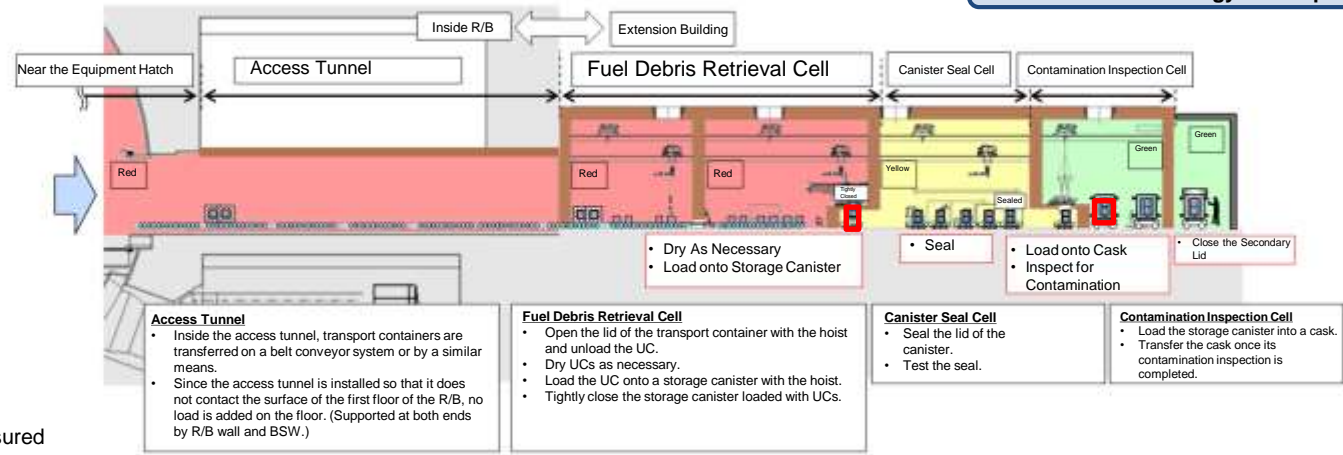 Inside R/B
Extension Building
Near the Equipment Hatch
Access Tunnel
Fuel Debris Retrieval Cell
Canister Seal Cell
Contamination Inspection Cell
Red
Red
Red
Tightly
Closed
Yellow
Sealed
Green
Green
• Dry As Necessary
• Load onto Storage Canister
• Seal
• Load onto Cask
• Inspect for
Contamination
• Close the Secondary
Lid
Access Tunnel
• Inside the access tunnel, transport containers are
transferred on a belt conveyor system or by a similar
means.
• Since the access tunnel is installed so that it does
not contact the surface of the first floor of the R/B, no
load is added on the floor. (Supported at both ends
by R/B wall and BSW.)
Fuel Debris Retrieval Cell
• Open the lid of the transport container with the hoist
and unload the UC.
• Dry UCs as necessary.
• Load the UC onto a storage canister with the hoist.
• Tightly close the storage canister loaded with UCs.
Canister Seal Cell
• Seal the lid of the
canister.
• Test the seal.
Contamination Inspection Cell
• Load the storage canister into a cask.
• Transfer the cask once its
contamination inspection is
completed.